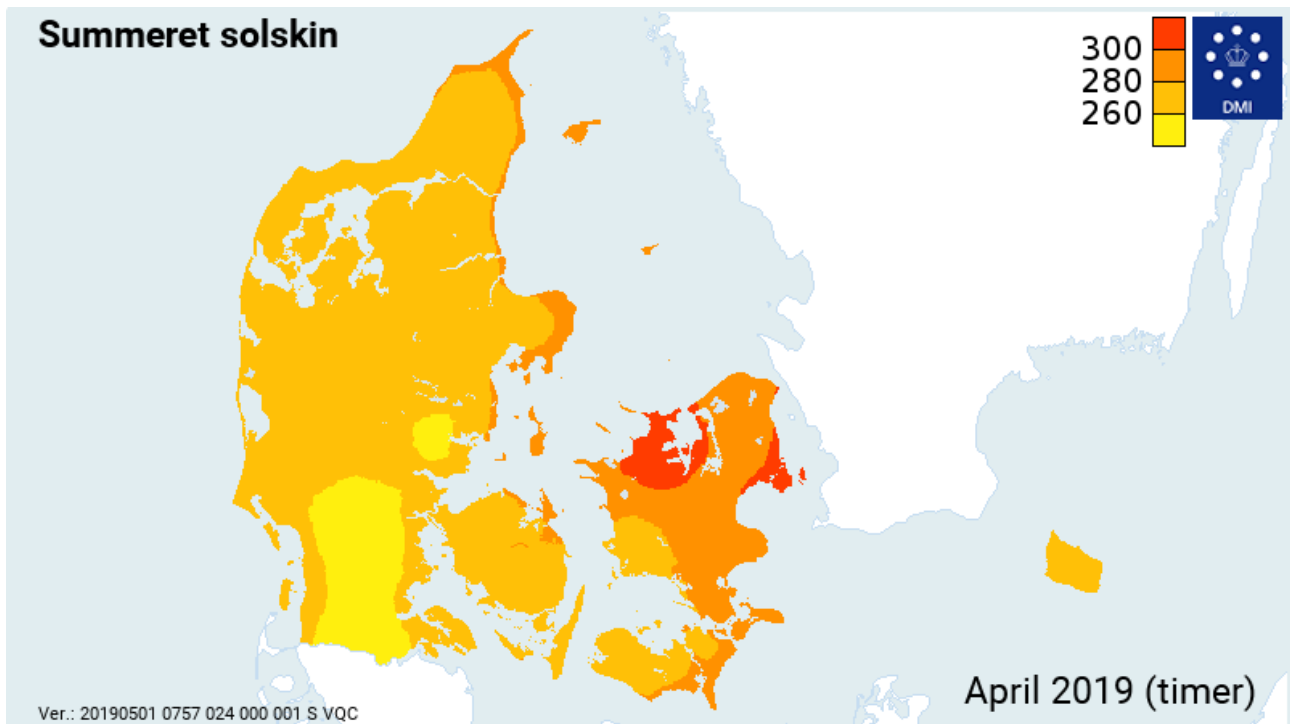 Summeret solskin
300
280
260
DMI
April 2019 (timer)
Ver.: 20190501 0757 024 000 001 S VQC